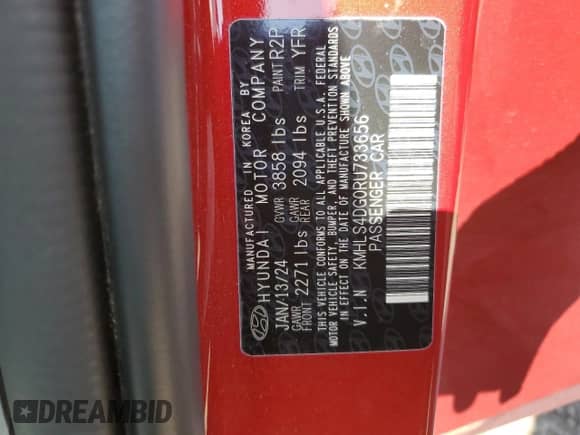 MANUFACTURED IN KOREA BY
HYUNDAI MOTOR COMPANY
JAN/13/24 GVWR 3858 lbs PAINT R2P
GAWR FRONT 2271 lbs GAWR REAR 2094 lbs TRIM YFR
THIS VEHICLE CONFORMS TO ALL APPLICABLE U.S.A. FEDERAL
MOTOR VEHICLE SAFETY, BUMPER, AND THEFT PREVENTION STANDARDS
IN EFFECT ON THE DATE OF MANUFACTURE SHOWN ABOVE
V.I.N KMHLS4DG0RU733656
PASSENGER CAR
DREAMBID